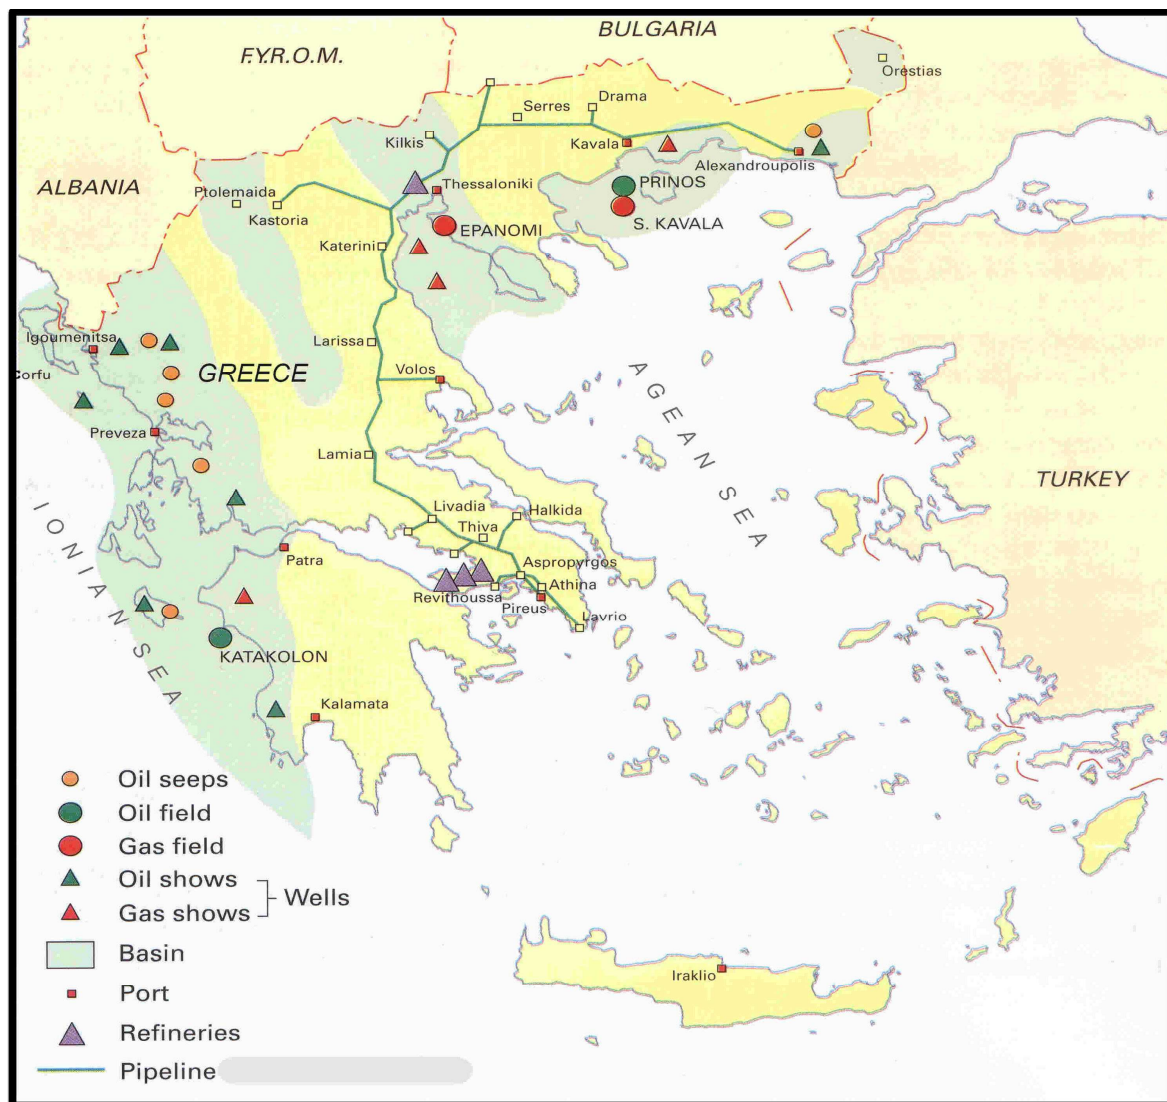 BULGARIA
F.Y.R.O.M.
Orestias
Drama
Serres
Kilkis
Kavala
Alexandroupolis
ALBANIA
Ptolemaida
Kastoria
Thessaloniki
PRINOS
S. KAVALA
EPANOMI
Katerini
Igoumenitsa
Larissa
Corfu
GREECE
Volos
AGEAN SEA
Preveza
Lamia
TURKEY
IONIAN SEA
Livadia
Halkida
Thiva
Patra
Aspropyrgos
Athina
Revithoussa
Pireus
Lavrio
KATAKOLON
Kalamata
Oil seeps
Oil field
Gas field
Oil shows
Wells
Gas shows
Basin
Port
Iraklio
Refineries
Pipeline